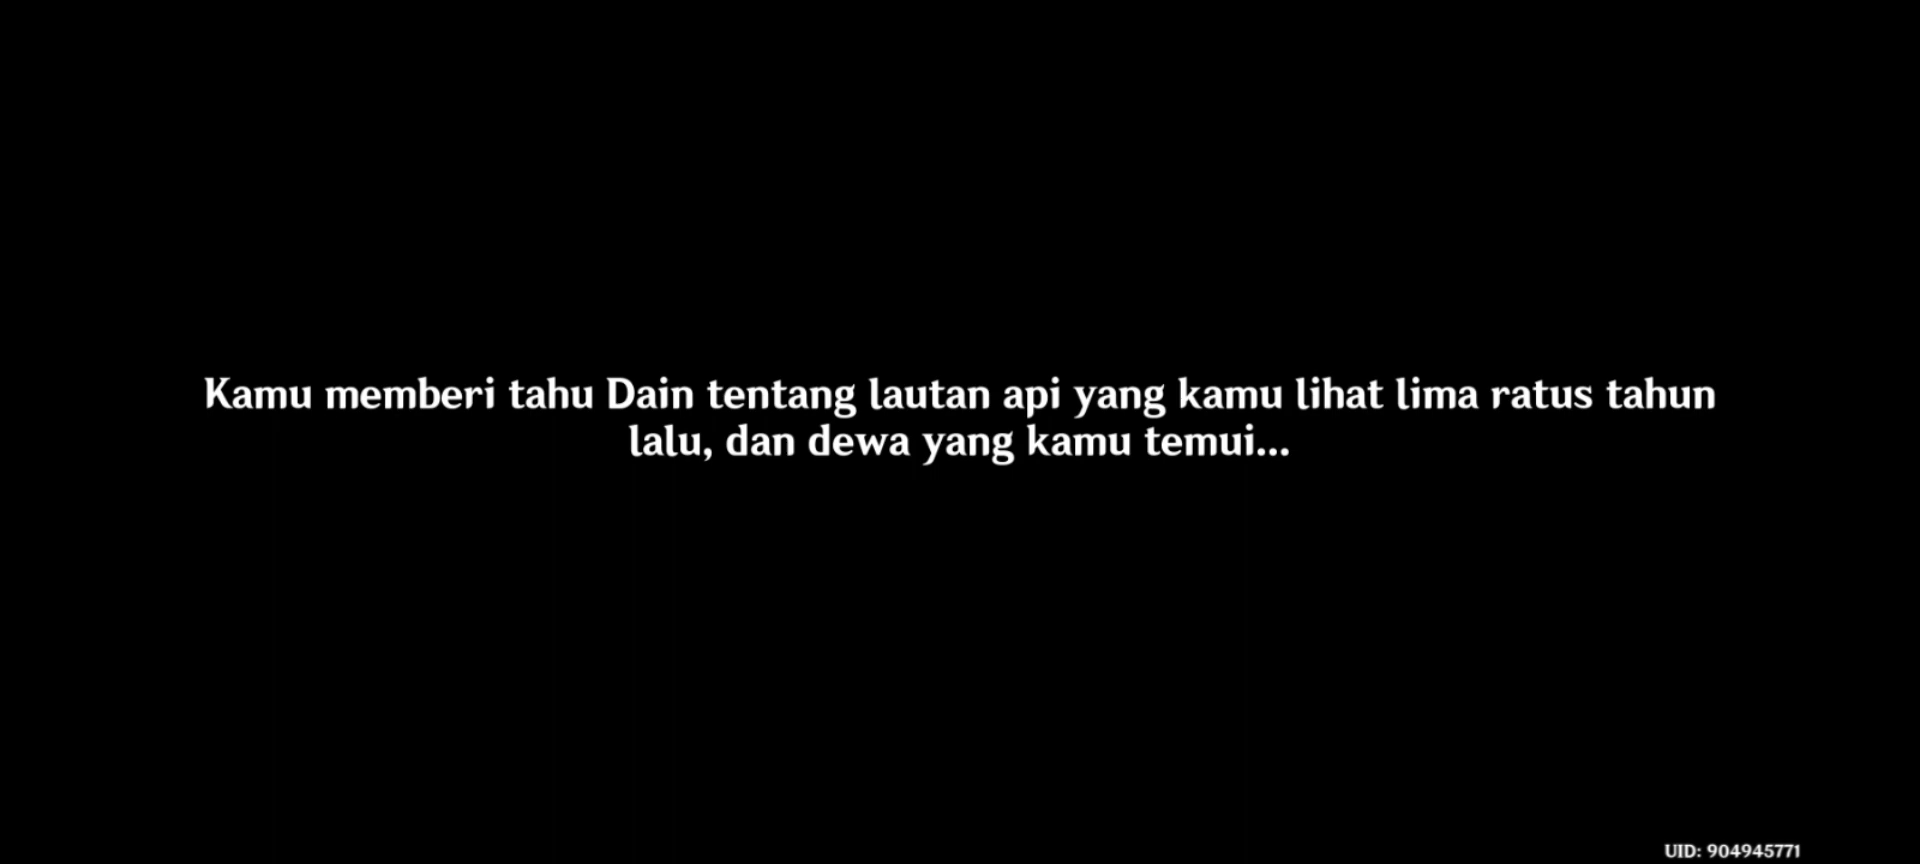 Kamu memberi tahu Dain tentang lautan api yang kamu lihat lima ratus tahun
lalu, dan dewa yang kamu temui...
UID: 904945771